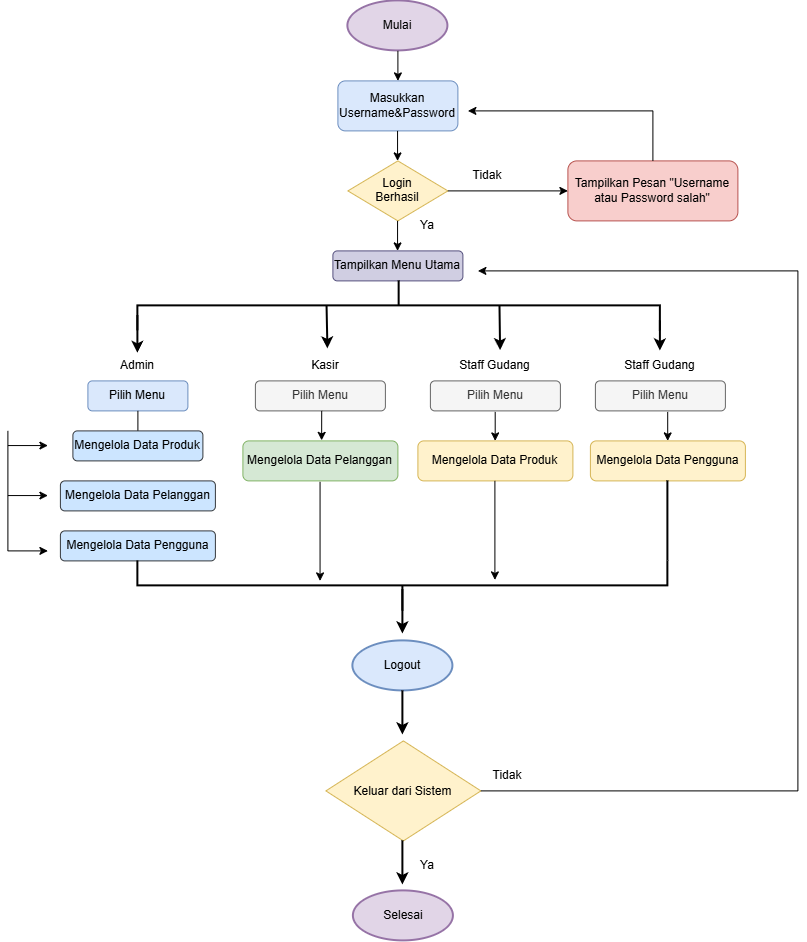 Mulai
Masukkan
Username&Password
Login
Berhasil
Tidak
Tampilkan Pesan "Username
atau Password salah"
Ya
Tampilkan Menu Utama
Admin
Kasir
Staff Gudang
Staff Gudang
Pilih Menu
Pilih Menu
Pilih Menu
Pilih Menu
Mengelola Data Produk
Mengelola Data Pelanggan
Mengelola Data Produk
Mengelola Data Pengguna
Mengelola Data Pelanggan
Mengelola Data Pengguna
Logout
Keluar dari Sistem
Tidak
Ya
Selesai